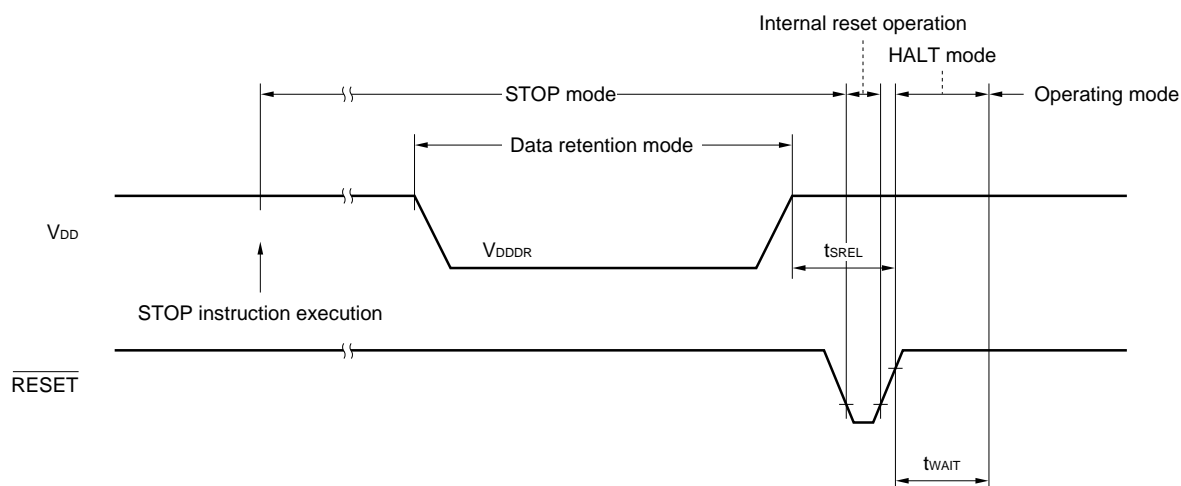 Internal reset operation
HALT mode
STOP mode
Operating mode
Data retention mode
VDD
VDDDR
tSREL
STOP instruction execution
RESET
tWAIT